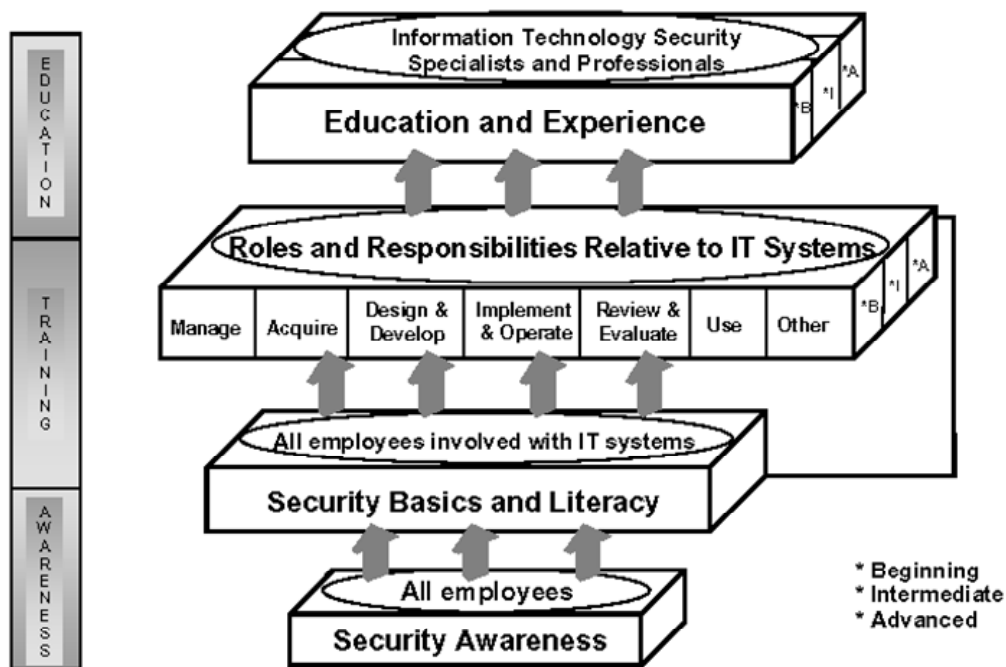 EDUCATION
Information Technology Security
Specialists and Professionals
*B
*I
*A
Education and Experience
TRAINING
Roles and Responsibilities Relative to IT Systems
*B
*I
*A
Manage
Acquire
Design &
Develop
Implement
& Operate
Review &
Evaluate
Use
Other
All employees involved with IT systems
Security Basics and Literacy
AWARENESS
All employees
Security Awareness
* Beginning
* Intermediate
* Advanced